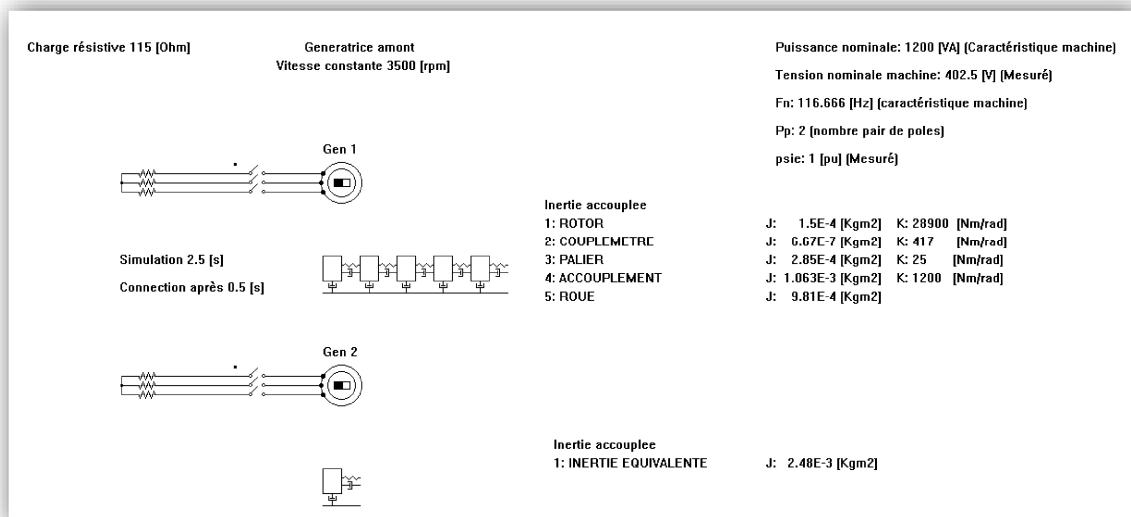 Charge résistive 115 [Ohm]
Generatrice amont
Vitesse constante 3500 [rpm]
Puissance nominale: 1200 [VA] (Caractéristique machine)
Tension nominale machine: 402.5 [V] (Mesuré)
Fn: 116.666 [Hz] (caractéristique machine)
Pp: 2 (nombre pair de poles)
psie: 1 [pu] (Mesuré)
Gen 1
Inertie accouplee
1: ROTOR J: 1.5E-4 [Kgm2] K: 28900 [Nm/rad]
2: COUPLEMETRE J: 6.67E-7 [Kgm2] K: 417 [Nm/rad]
3: PALIER J: 2.85E-4 [Kgm2] K: 25 [Nm/rad]
4: ACCOUPLEMENT J: 1.063E-3 [Kgm2] K: 1200 [Nm/rad]
5: ROUE J: 9.81E-4 [Kgm2]
Simulation 2.5 [s]
Connection après 0.5 [s]
Gen 2
Inertie accouplee
1: INERTIE EQUIVALENTE J: 2.48E-3 [Kgm2]